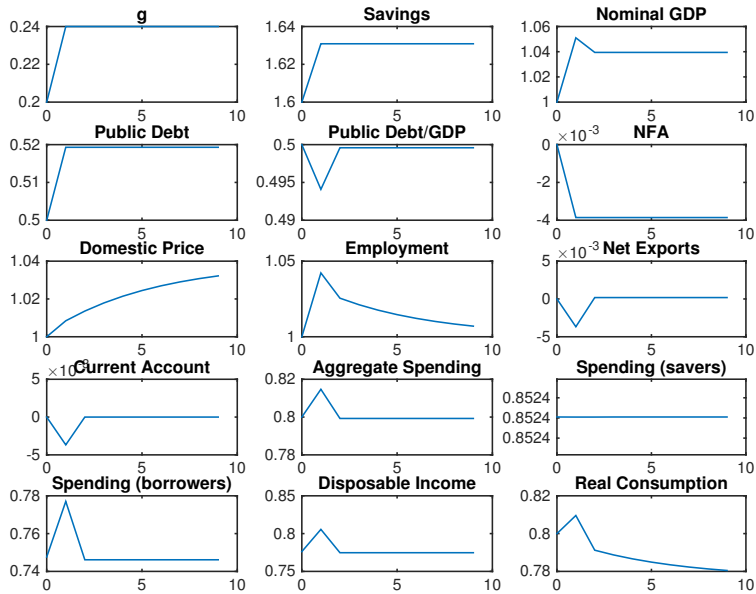 g
0.24
0.22
0.2
0 5 10
Savings
1.64
1.62
1.6
0 5 10
Nominal GDP
1.06
1.04
1.02
1
0 5 10
Public Debt
0.52
0.51
0.5
0 5 10
Public Debt/GDP
0.5
0.495
0.49
0 5 10
NFA
×10⁻³
0
-2
-4
0 5 10
Domestic Price
1.04
1.02
1
0 5 10
Employment
1.05
1
0 5 10
Net Exports
×10⁻³
5
0
-5
0 5 10
Current Account
5
0
-5
0 5 10
Aggregate Spending
0.82
0.8
0.78
0 5 10
Spending (savers)
0.8524
0.8524
0.8524
0 5 10
Spending (borrowers)
0.78
0.76
0.74
0 5 10
Disposable Income
0.85
0.8
0.75
0 5 10
Real Consumption
0.82
0.8
0.78
0 5 10